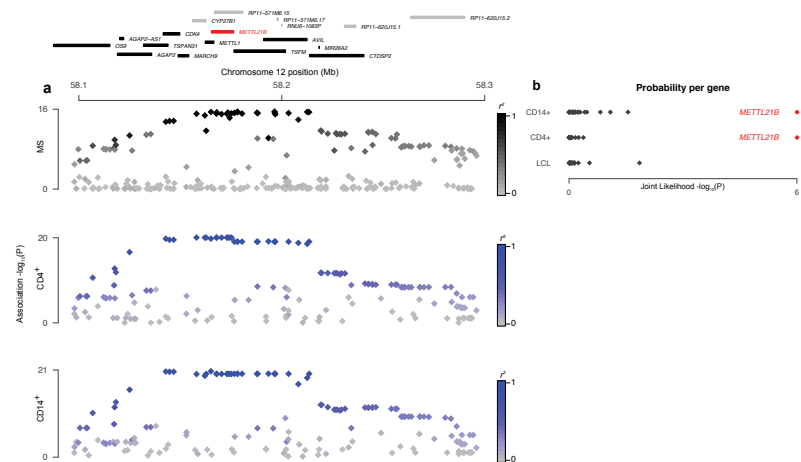 RP11−571M6.15
RP11−620J15.2
CYP27B1
RP11−571M6.17
AGAP2−AS1
CDK4
METTL21B
RNU6−1083P
RP11−620J15.1
OS9
TSPAN31
METTL1
AVIL
MIR26A2
AGAP2
MARCH9
TSFM
CTDSP2
Chromosome 12 position (Mb)
a
58.1
58.2
58.3
16
MS
0
r²
1
0
Association -log₁₀(P)
20
CD4⁺
0
r²
1
0
21
CD14⁺
0
r²
1
0
b
Probability per gene
CD14+
METTL21B
CD4+
METTL21B
LCL
0
Joint Likelihood -log₁₀(P)
6